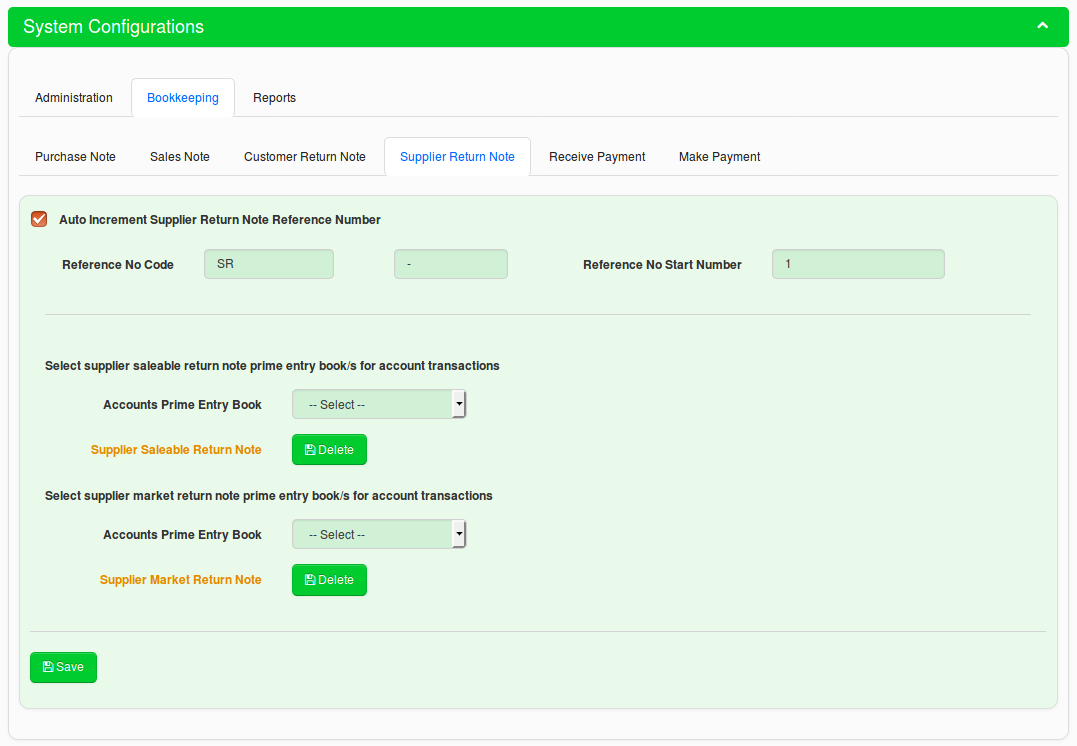 System Configurations
Administration Bookkeeping Reports
Purchase Note Sales Note Customer Return Note Supplier Return Note Receive Payment Make Payment
Auto Increment Supplier Return Note Reference Number
Reference No Code SR - Reference No Start Number 1
Select supplier saleable return note prime entry book/s for account transactions
Accounts Prime Entry Book -- Select --
Supplier Saleable Return Note Delete
Select supplier market return note prime entry book/s for account transactions
Accounts Prime Entry Book -- Select --
Supplier Market Return Note Delete
Save